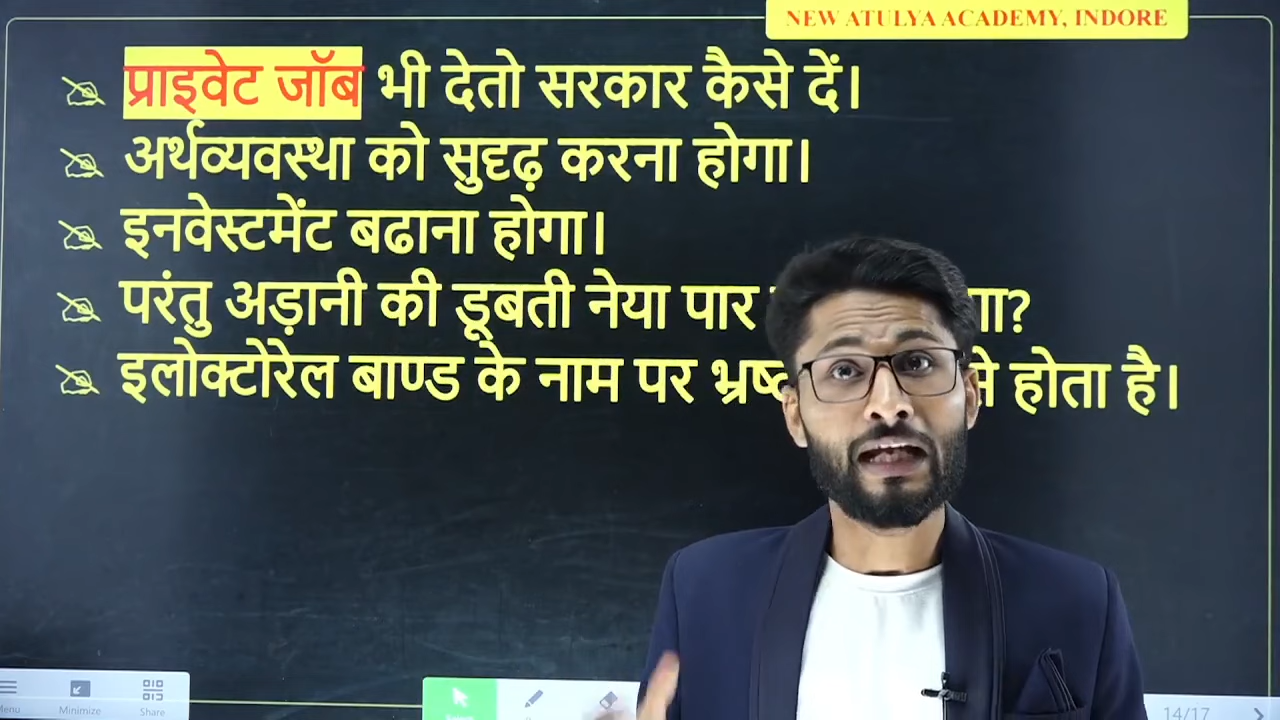 NEW ATULYA ACADEMY, INDORE
प्राइवेट जॉब भी देतो सरकार कैसे दें।
अर्थव्यवस्था को सुदृढ़ करना होगा।
इनवेस्टमेंट बढाना होगा।
परंतु अड़ानी की डूबती नेया पार
इलोक्टोरेल बाण्ड के नाम पर होता है।
Menu Minimize Share
14/17